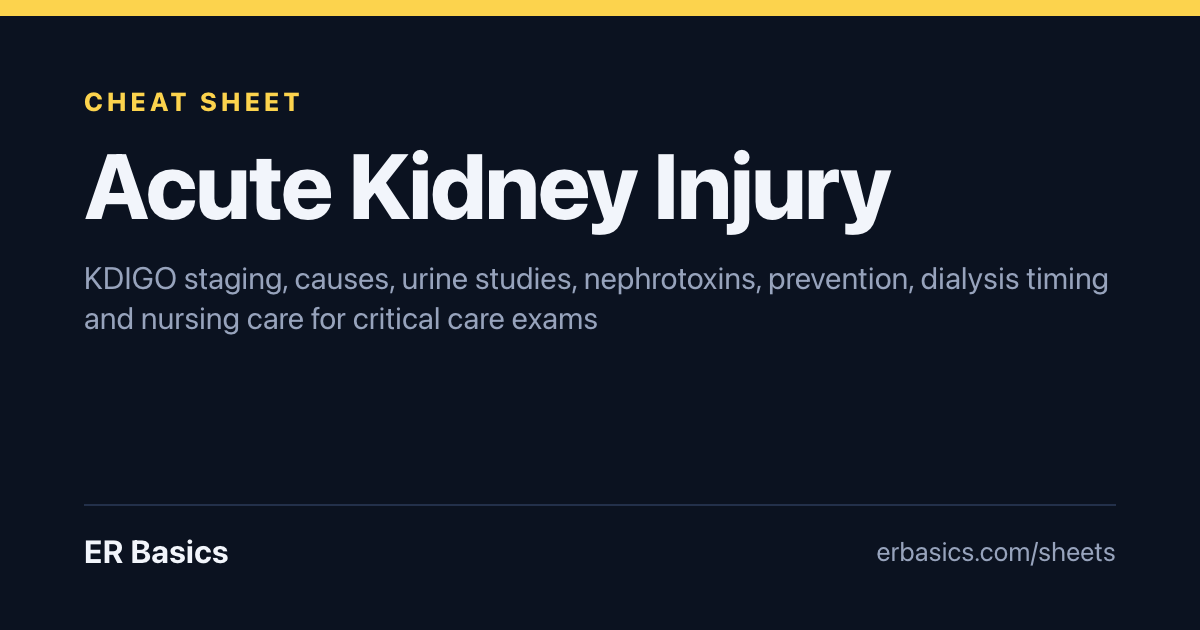 CHEAT SHEET
Acute Kidney Injury
KDIGO staging, causes, urine studies, nephrotoxins, prevention, dialysis timing
and nursing care for critical care exams
ER Basics
erbasics.com/sheets